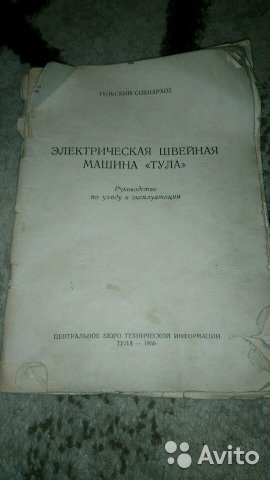 ТУЛЬСКИЙ СОВНАРХОЗ
ЭЛЕКТРИЧЕСКАЯ ШВЕЙНАЯ
МАШИНА «ТУЛА»
Руководство
по уходу и эксплуатации
ЦЕНТРАЛЬНОЕ БЮРО ТЕХНИЧЕСКОЙ ИНФОРМАЦИИ
ТУЛА — 1960
Avito